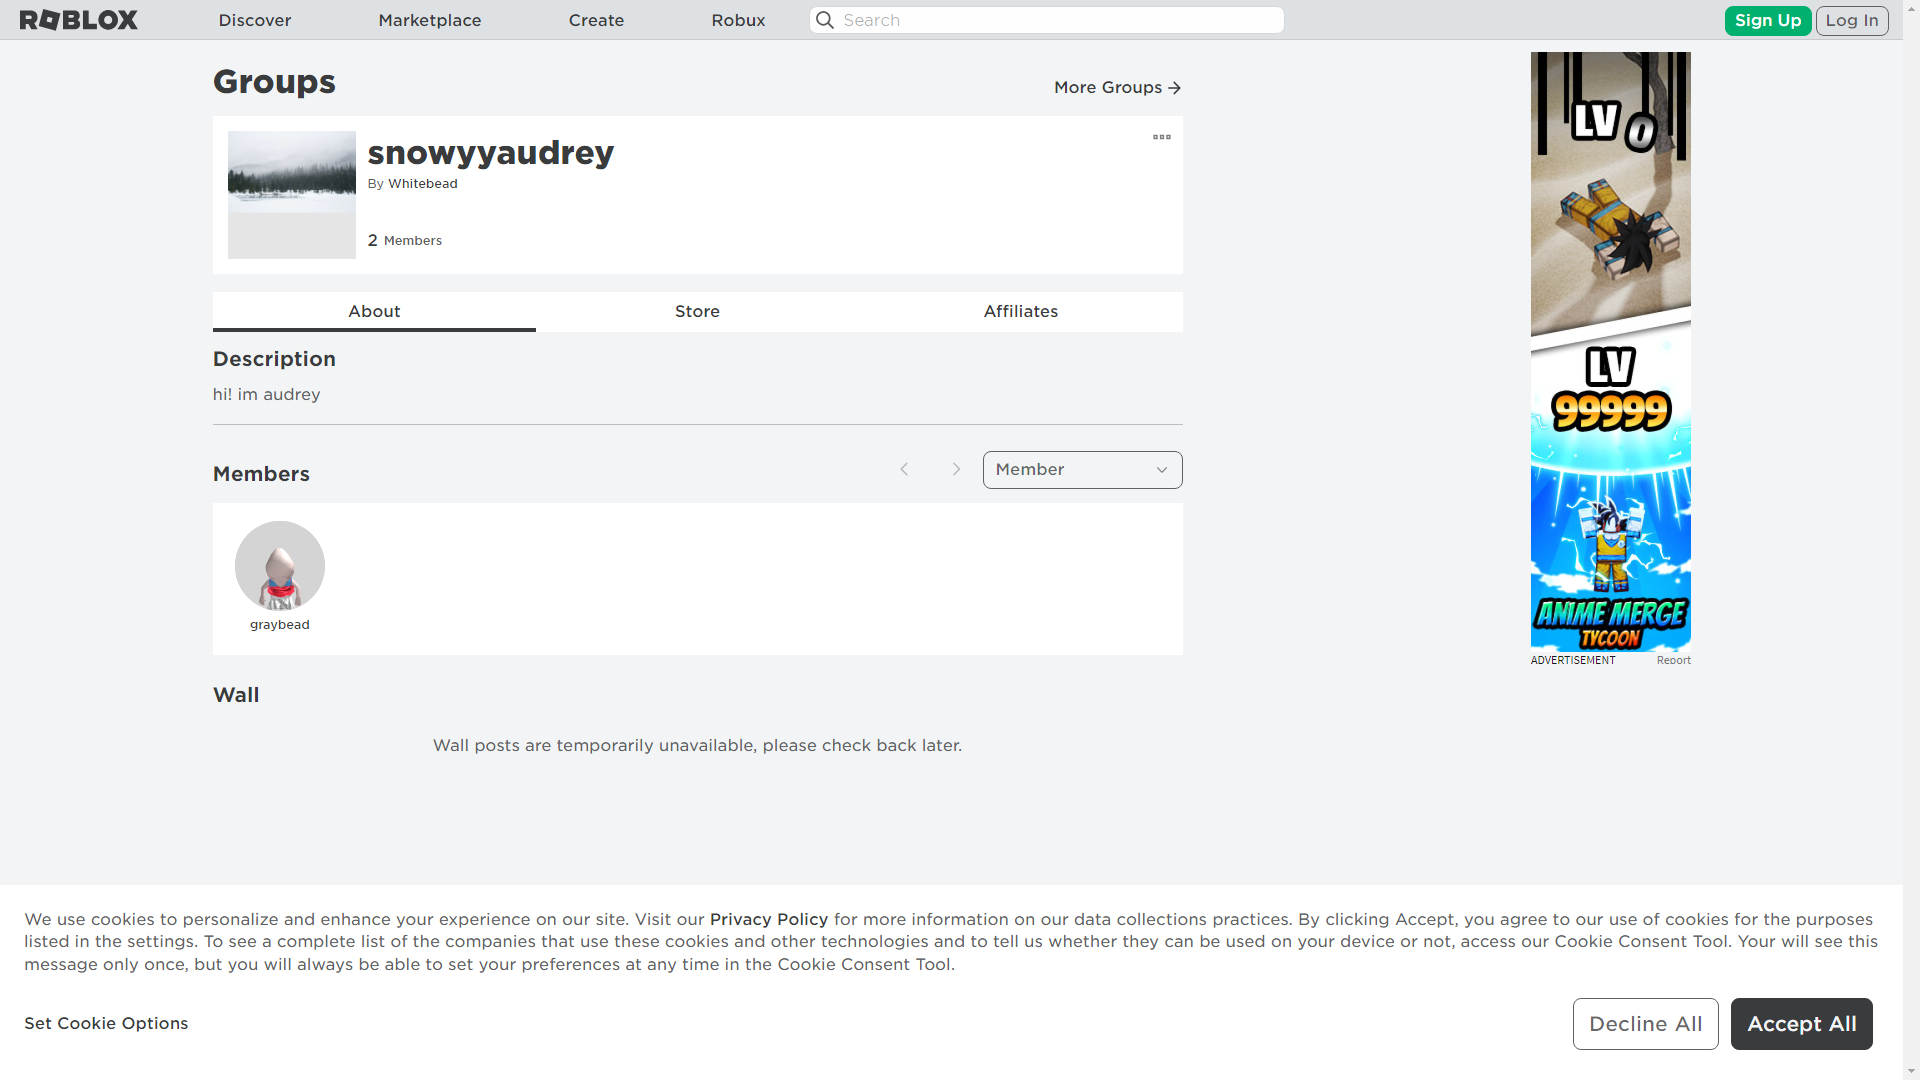 ROBLOX
Discover
Marketplace
Create
Robux
Search
Sign Up
Log In
Groups
More Groups
snowyyaudrey
By Whitebead
2 Members
About
Store
Affiliates
Description
hi! im audrey
Members
Member
graybead
Wall
Wall posts are temporarily unavailable, please check back later.
LV 0
LV
99999
ANIME MERGE
TYCOON
ADVERTISEMENT
Report
We use cookies to personalize and enhance your experience on our site. Visit our Privacy Policy for more information on our data collections practices. By clicking Accept, you agree to our use of cookies for the purposes
listed in the settings. To see a complete list of the companies that use these cookies and other technologies and to tell us whether they can be used on your device or not, access our Cookie Consent Tool. Your will see this
message only once, but you will always be able to set your preferences at any time in the Cookie Consent Tool.
Set Cookie Options
Decline All
Accept All